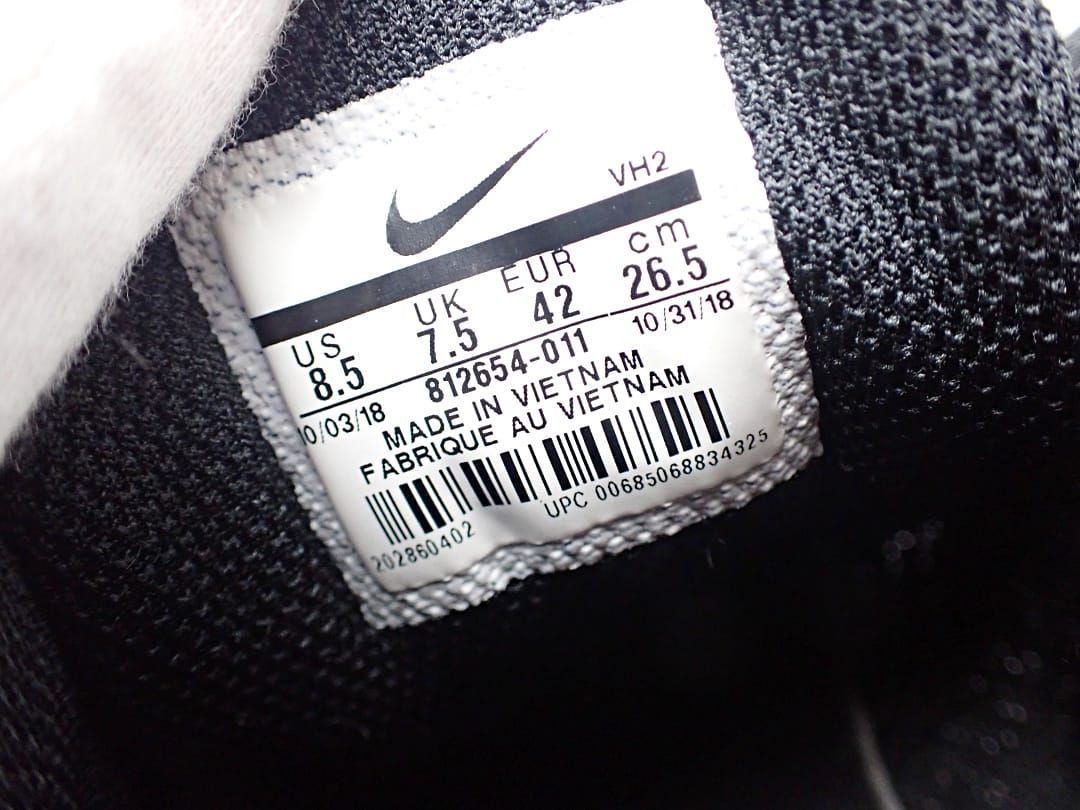 VH2
US UK EUR cm
8.5 7.5 42 26.5
10/03/18 812654-011 10/31/18
MADE IN VIETNAM
FABRIQUE AU VIETNAM
202860402 UPC 00685068834325